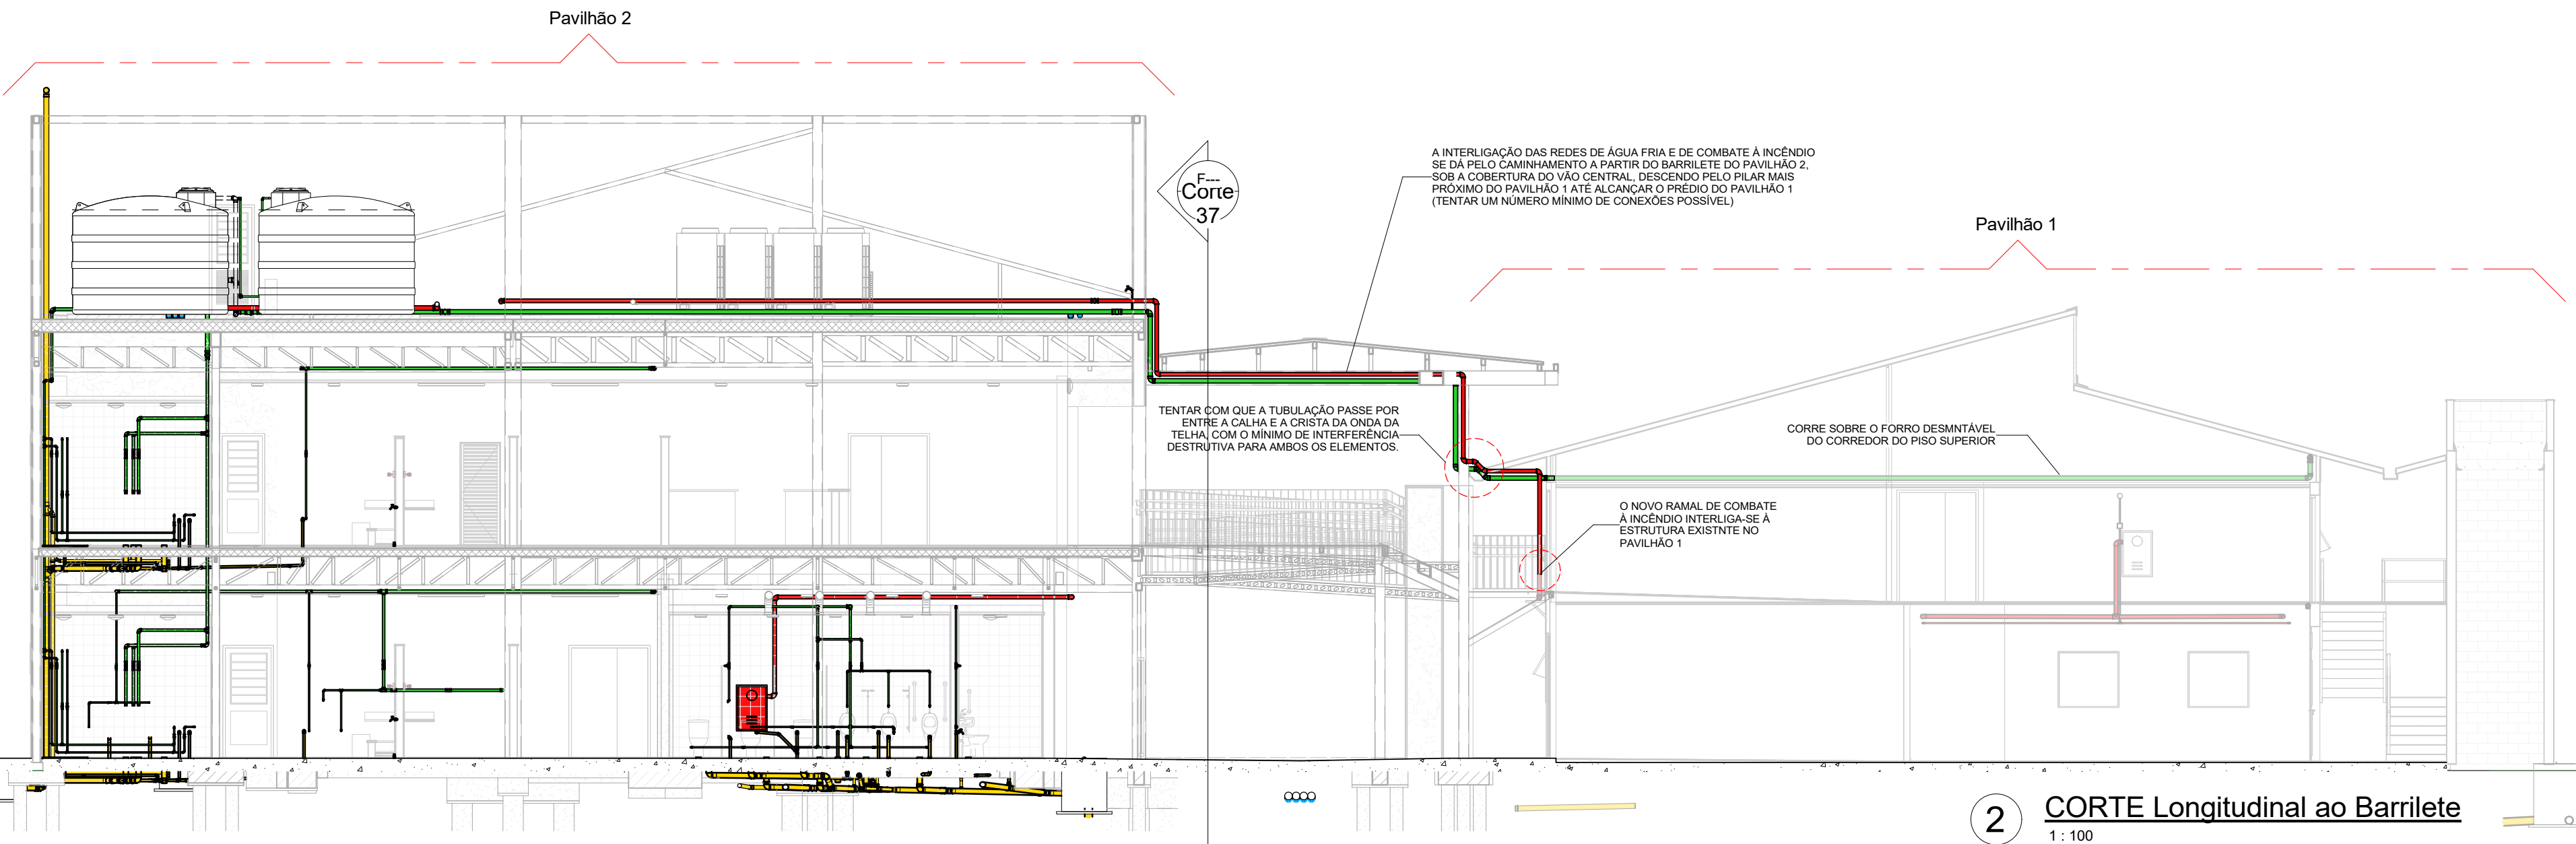 Pavilhão 2
F---
Corte
37
A INTERLIGAÇÃO DAS REDES DE ÁGUA FRIA E DE COMBATE À INCÊNDIO
SE DÁ PELO CAMINHAMENTO A PARTIR DO BARRILETE DO PAVILHÃO 2,
SOB A COBERTURA DO VÃO CENTRAL, DESCENDO PELO PILAR MAIS
PRÓXIMO DO PAVILHÃO 1 ATÉ ALCANÇAR O PRÉDIO DO PAVILHÃO 1
(TENTAR UM NÚMERO MÍNIMO DE CONEXÕES POSSÍVEL)
Pavilhão 1
TENTAR COM QUE A TUBULAÇÃO PASSE POR
ENTRE A CALHA E A CRISTA DA ONDA DA
TELHA, COM O MÍNIMO DE INTERFERÊNCIA
DESTRUTIVA PARA AMBOS OS ELEMENTOS.
CORRE SOBRE O FORRO DESMNTÁVEL
DO CORREDOR DO PISO SUPERIOR
O NOVO RAMAL DE COMBATE
À INCÊNDIO INTERLIGA-SE À
ESTRUTURA EXISTNTE NO
PAVILHÃO 1
2
CORTE Longitudinal ao Barrilete
1 : 100